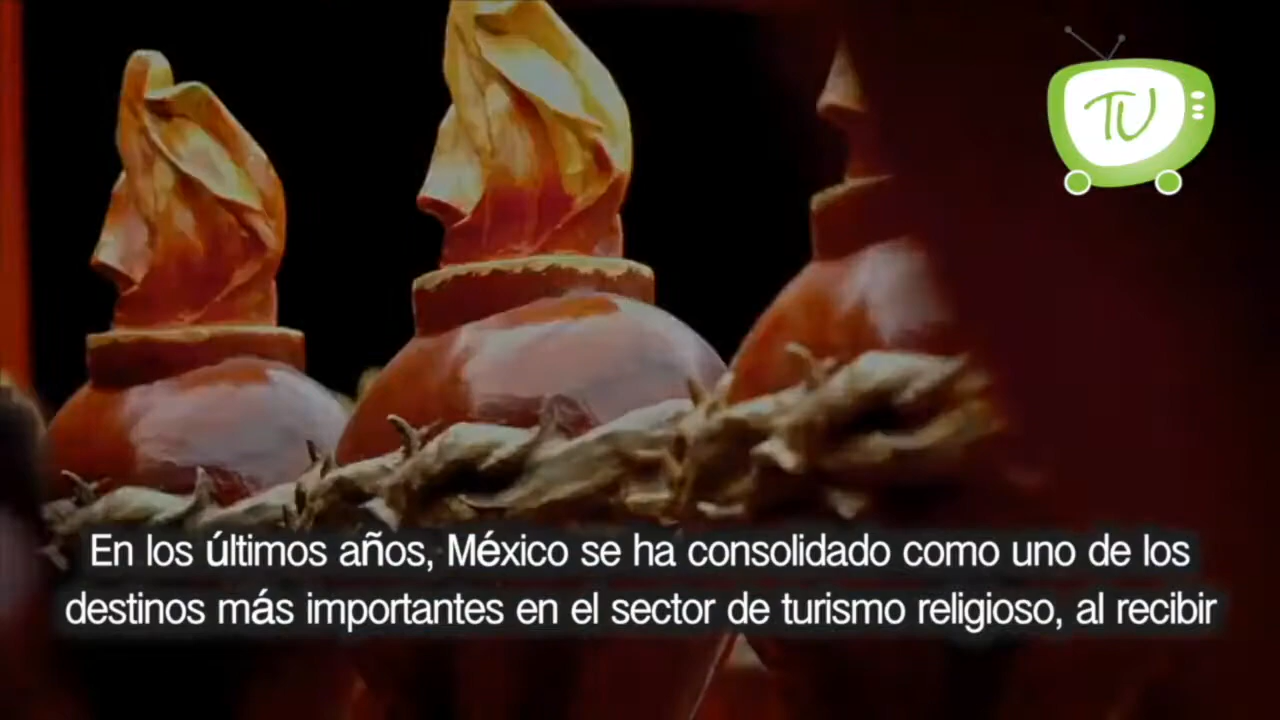 TU
En los últimos años, México se ha consolidado como uno de los
destinos más importantes en el sector de turismo religioso, al recibir